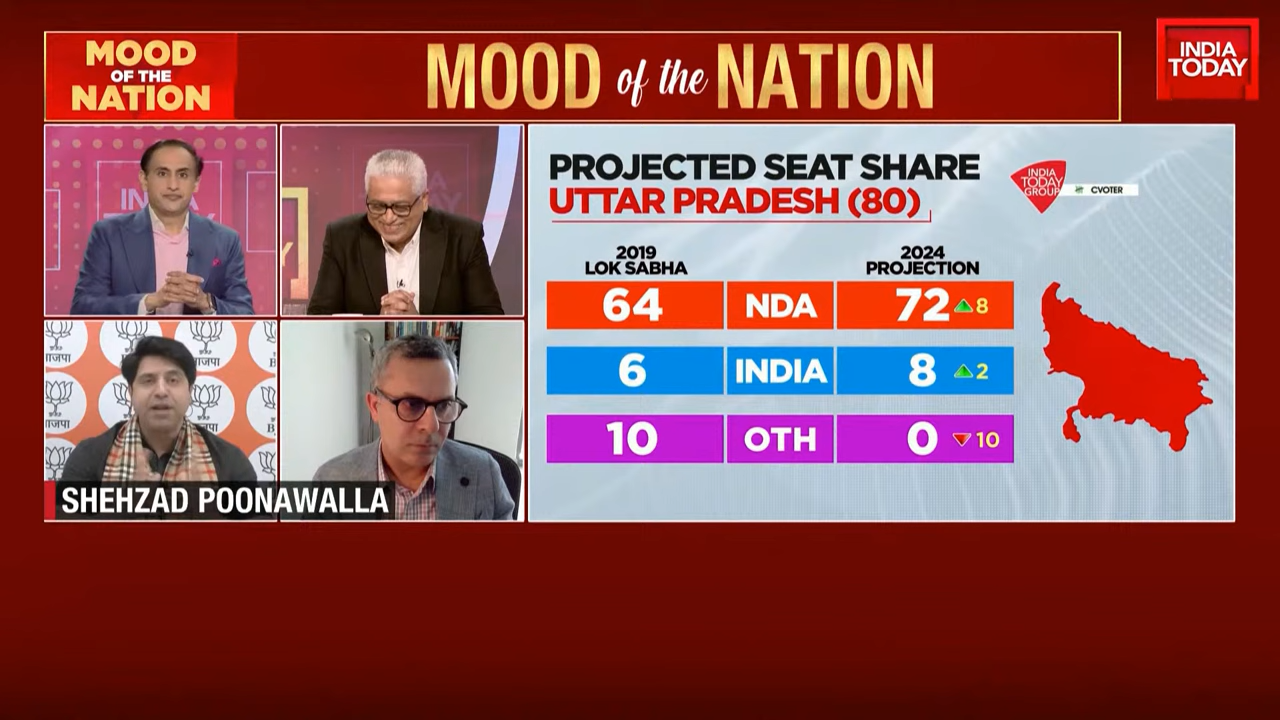 MOOD
OF THE
NATION
MOOD of the NATION
INDIA
TODAY
PROJECTED SEAT SHARE
UTTAR PRADESH (80)
INDIA
TODAY
GROUP
CVOTER
2019
LOK SABHA
2024
PROJECTION
64 NDA 72 8
6 INDIA 8 2
10 OTH 0 10
भाजपा
SHEHZAD POONAWALLA